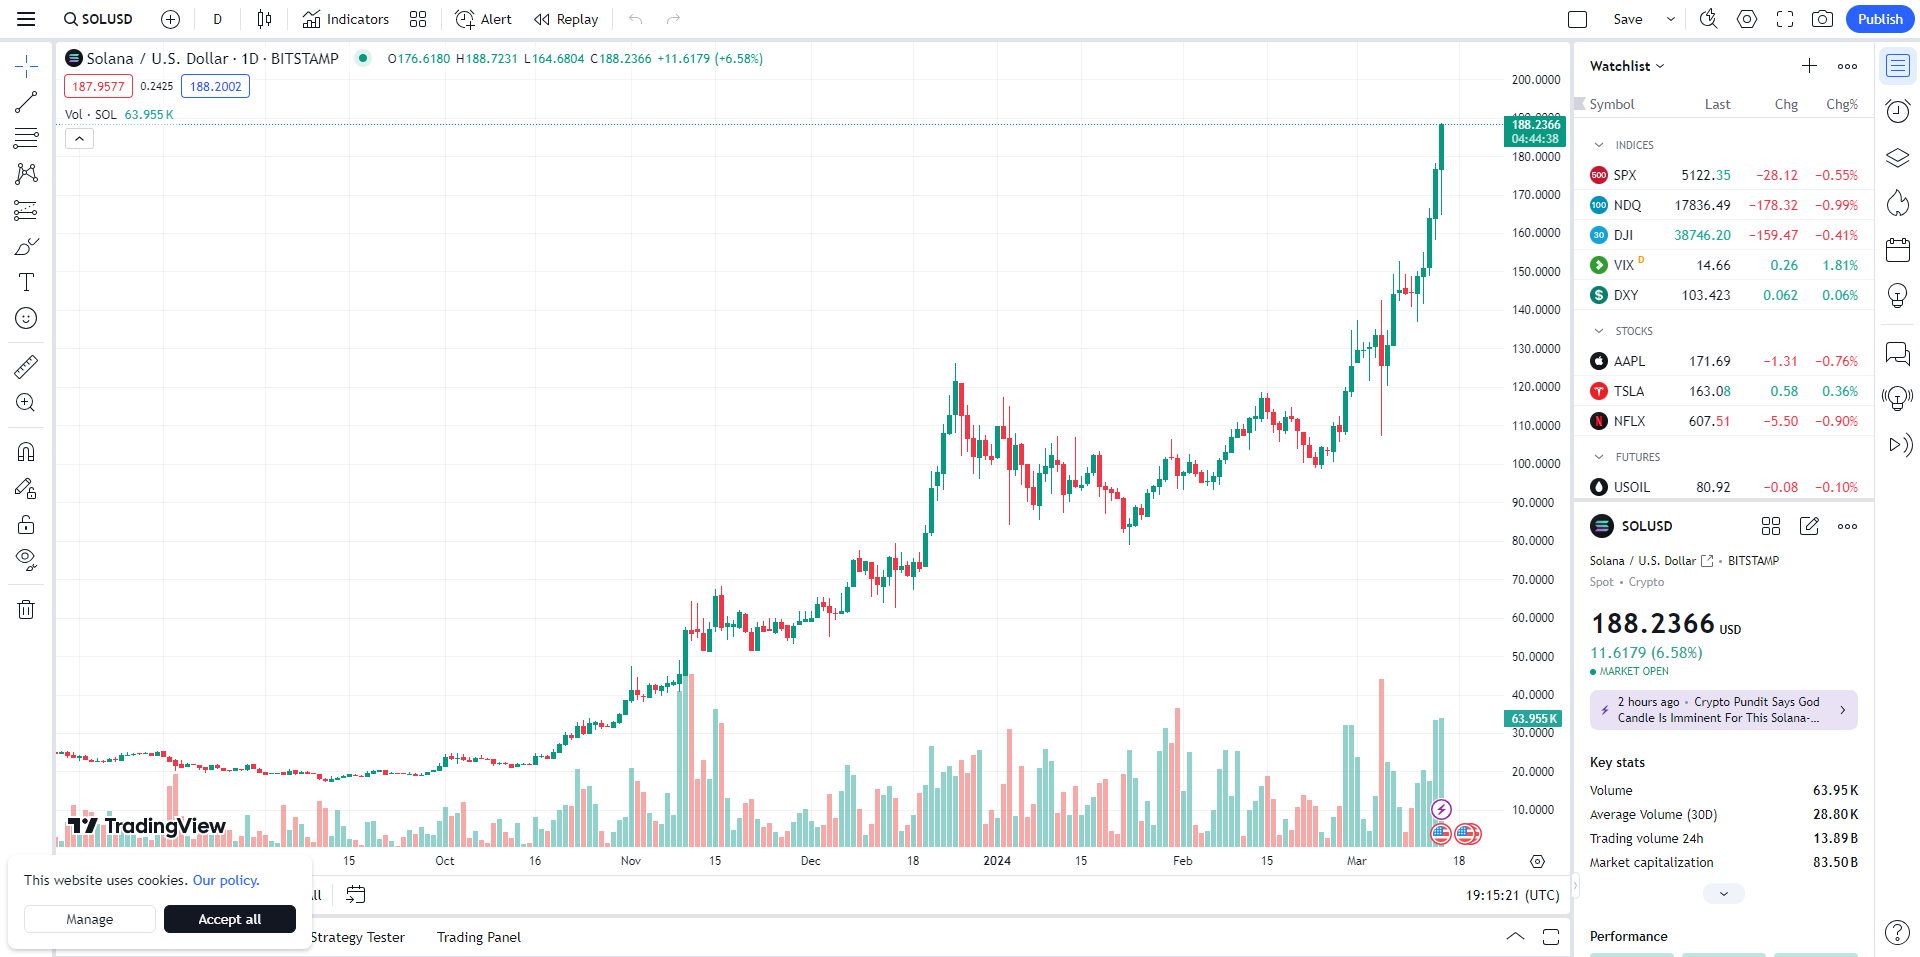 SOLUSD
D
Indicators
Alert
Replay
Save
Publish
Solana / U.S. Dollar · 1D · BITSTAMP
O176.6180 H188.7231 L164.6804 C188.2366 +11.6179 (+6.58%)
187.9577
0.2425
188.2002
Vol · SOL 63.955 K
200.0000
188.2366
04:44:38
180.0000
170.0000
160.0000
150.0000
140.0000
130.0000
120.0000
110.0000
100.0000
90.0000
80.0000
70.0000
60.0000
50.0000
40.0000
63.955 K
30.0000
20.0000
10.0000
TradingView
15 Oct 16 Nov 15 Dec 18 2024 15 Feb 15 Mar 18
19:15:21 (UTC)
Strategy Tester
Trading Panel
This website uses cookies. Our policy.
Manage
Accept all
Watchlist
Symbol Last Chg Chg%
INDICES
500 SPX 5122.35 −28.12 −0.55%
100 NDQ 17836.49 −178.32 −0.99%
30 DJI 38746.20 −159.47 −0.41%
VIX D 14.66 0.26 1.81%
$ DXY 103.423 0.062 0.06%
STOCKS
AAPL 171.69 −1.31 −0.76%
TSLA 163.08 0.58 0.36%
N NFLX 607.51 −5.50 −0.90%
FUTURES
USOIL 80.92 −0.08 −0.10%
SOLUSD
Solana / U.S. Dollar • BITSTAMP
Spot • Crypto
188.2366 USD
11.6179 (6.58%)
MARKET OPEN
2 hours ago • Crypto Pundit Says God
Candle Is Imminent For This Solana-...
Key stats
Volume 63.95 K
Average Volume (30D) 28.80 K
Trading volume 24h 13.89 B
Market capitalization 83.50 B
Performance